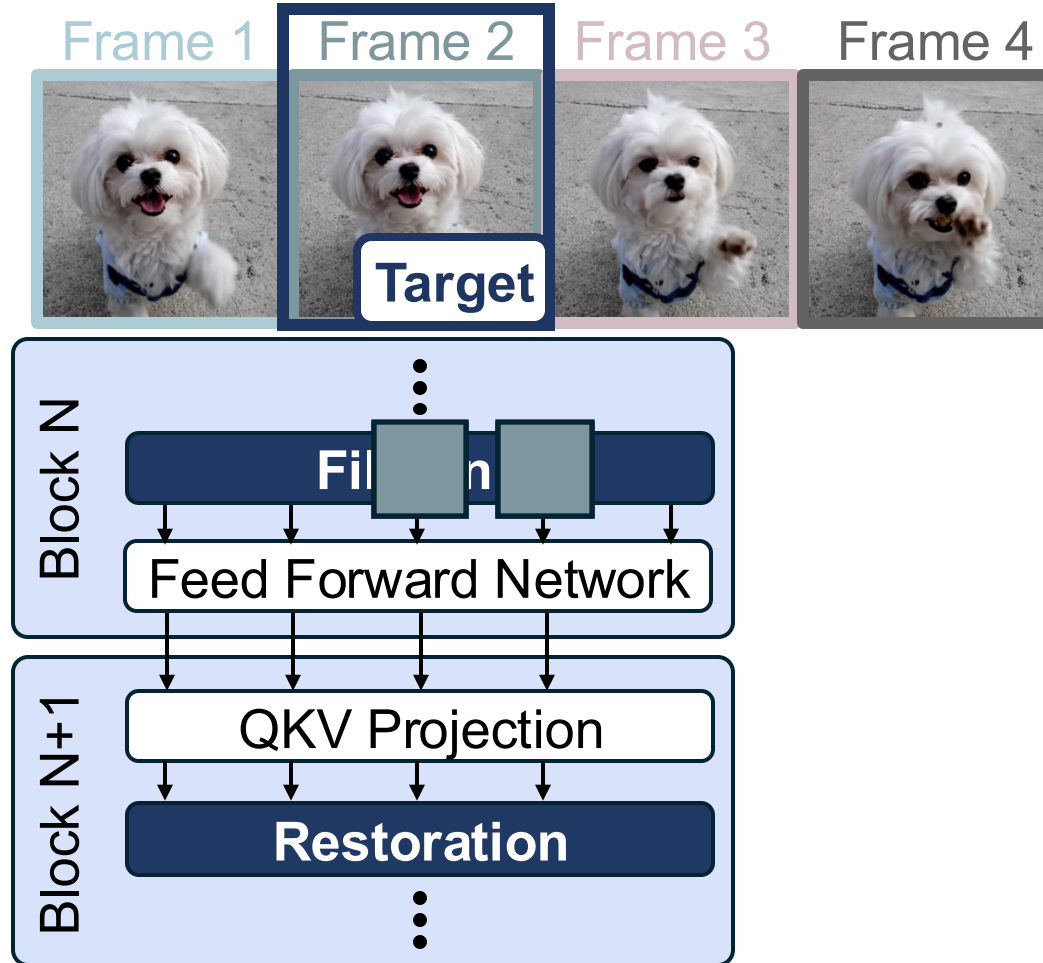 Frame 1 Frame 2 Frame 3 Frame 4
Target
Block N
Feed Forward Network
Block N+1
QKV Projection
Restoration